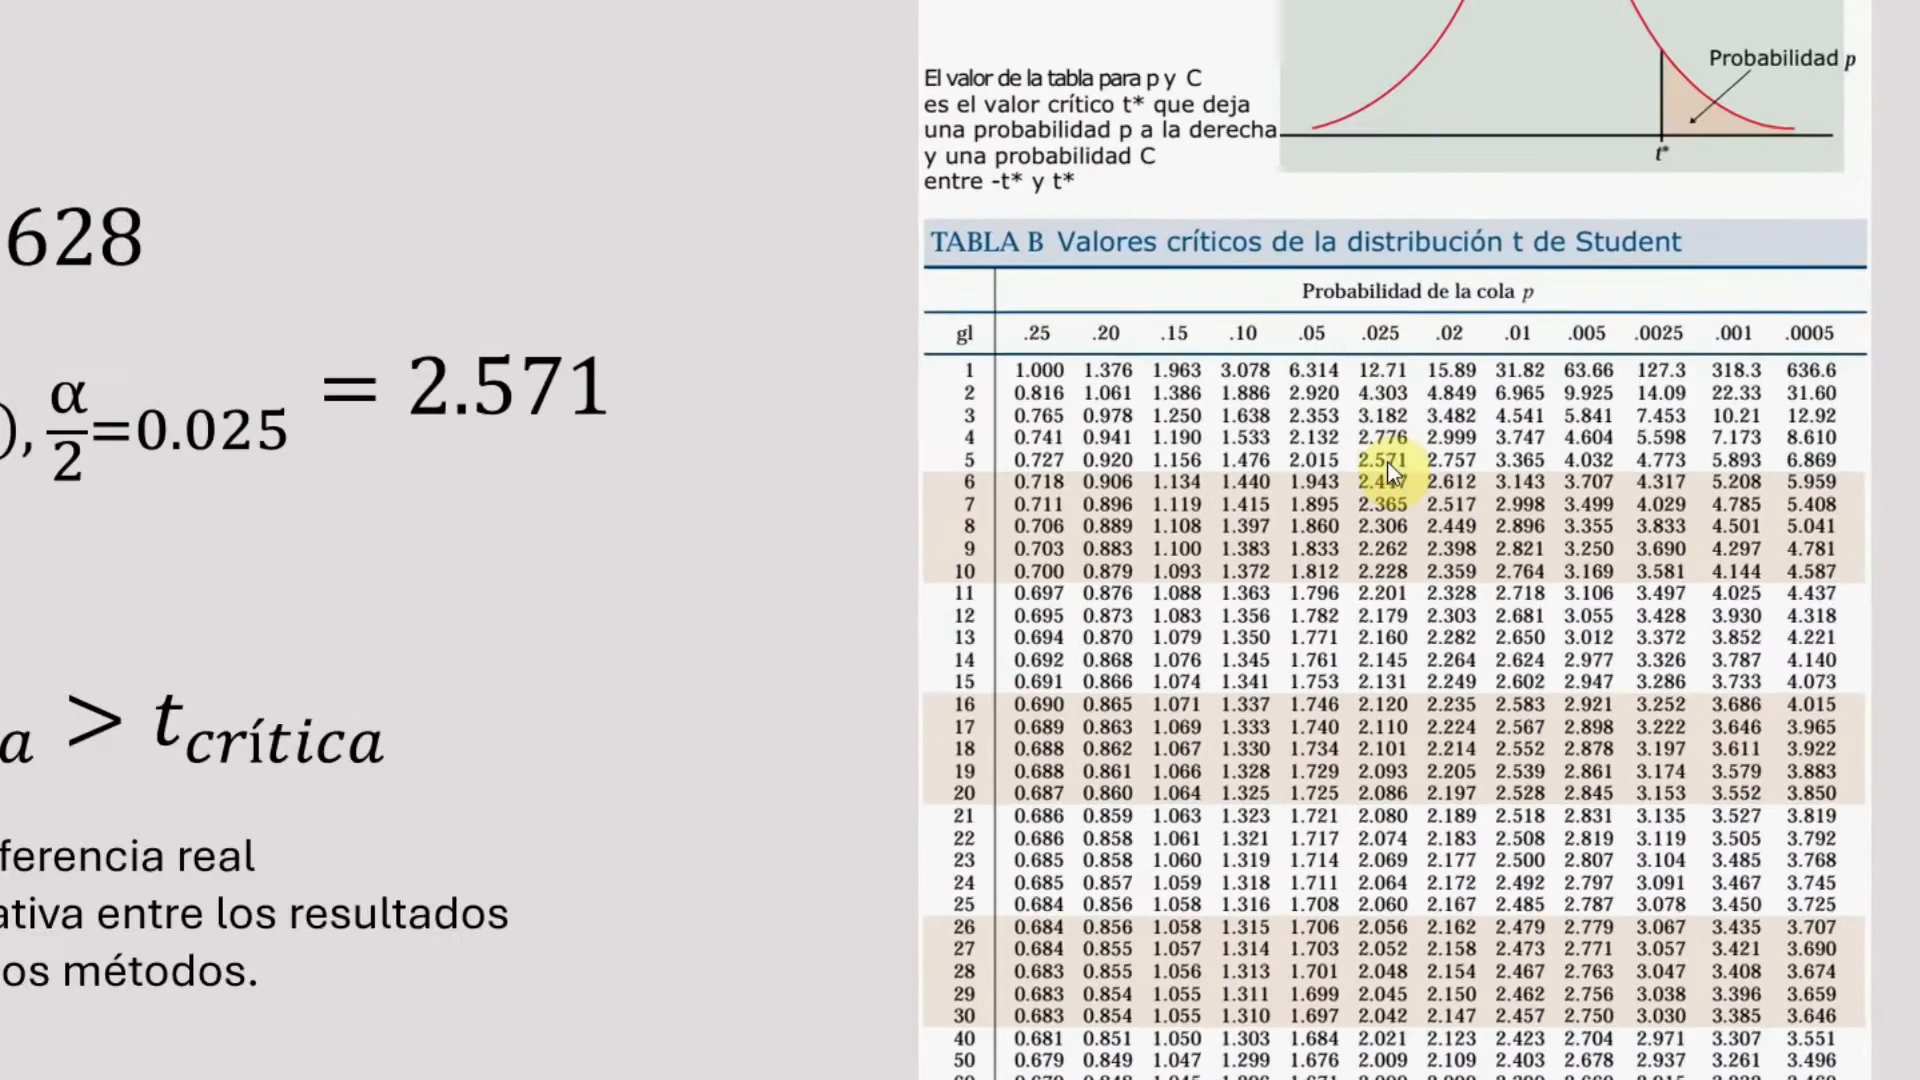 628
), α/2=0.025 = 2.571
a > t crítica
ferencia real
ativa entre los resultados
os métodos.
El valor de la tabla para p y C
es el valor crítico t* que deja
una probabilidad p a la derecha
y una probabilidad C
entre -t* y t*
Probabilidad p
t*
TABLA B Valores críticos de la distribución t de Student
Probabilidad de la cola p
gl .25 .20 .15 .10 .05 .025 .02 .01 .005 .0025 .001 .0005
1 1.000 1.376 1.963 3.078 6.314 12.71 15.89 31.82 63.66 127.3 318.3 636.6
2 0.816 1.061 1.386 1.886 2.920 4.303 4.849 6.965 9.925 14.09 22.33 31.60
3 0.765 0.978 1.250 1.638 2.353 3.182 3.482 4.541 5.841 7.453 10.21 12.92
4 0.741 0.941 1.190 1.533 2.132 2.776 2.999 3.747 4.604 5.598 7.173 8.610
5 0.727 0.920 1.156 1.476 2.015 2.571 2.757 3.365 4.032 4.773 5.893 6.869
6 0.718 0.906 1.134 1.440 1.943 2.447 2.612 3.143 3.707 4.317 5.208 5.959
7 0.711 0.896 1.119 1.415 1.895 2.365 2.517 2.998 3.499 4.029 4.785 5.408
8 0.706 0.889 1.108 1.397 1.860 2.306 2.449 2.896 3.355 3.833 4.501 5.041
9 0.703 0.883 1.100 1.383 1.833 2.262 2.398 2.821 3.250 3.690 4.297 4.781
10 0.700 0.879 1.093 1.372 1.812 2.228 2.359 2.764 3.169 3.581 4.144 4.587
11 0.697 0.876 1.088 1.363 1.796 2.201 2.328 2.718 3.106 3.497 4.025 4.437
12 0.695 0.873 1.083 1.356 1.782 2.179 2.303 2.681 3.055 3.428 3.930 4.318
13 0.694 0.870 1.079 1.350 1.771 2.160 2.282 2.650 3.012 3.372 3.852 4.221
14 0.692 0.868 1.076 1.345 1.761 2.145 2.264 2.624 2.977 3.326 3.787 4.140
15 0.691 0.866 1.074 1.341 1.753 2.131 2.249 2.602 2.947 3.286 3.733 4.073
16 0.690 0.865 1.071 1.337 1.746 2.120 2.235 2.583 2.921 3.252 3.686 4.015
17 0.689 0.863 1.069 1.333 1.740 2.110 2.224 2.567 2.898 3.222 3.646 3.965
18 0.688 0.862 1.067 1.330 1.734 2.101 2.214 2.552 2.878 3.197 3.611 3.922
19 0.688 0.861 1.066 1.328 1.729 2.093 2.205 2.539 2.861 3.174 3.579 3.883
20 0.687 0.860 1.064 1.325 1.725 2.086 2.197 2.528 2.845 3.153 3.552 3.850
21 0.686 0.859 1.063 1.323 1.721 2.080 2.189 2.518 2.831 3.135 3.527 3.819
22 0.686 0.858 1.061 1.321 1.717 2.074 2.183 2.508 2.819 3.119 3.505 3.792
23 0.685 0.858 1.060 1.319 1.714 2.069 2.177 2.500 2.807 3.104 3.485 3.768
24 0.685 0.857 1.059 1.318 1.711 2.064 2.172 2.492 2.797 3.091 3.467 3.745
25 0.684 0.856 1.058 1.316 1.708 2.060 2.167 2.485 2.787 3.078 3.450 3.725
26 0.684 0.856 1.058 1.315 1.706 2.056 2.162 2.479 2.779 3.067 3.435 3.707
27 0.684 0.855 1.057 1.314 1.703 2.052 2.158 2.473 2.771 3.057 3.421 3.690
28 0.683 0.855 1.056 1.313 1.701 2.048 2.154 2.467 2.763 3.047 3.408 3.674
29 0.683 0.854 1.055 1.311 1.699 2.045 2.150 2.462 2.756 3.038 3.396 3.659
30 0.683 0.854 1.055 1.310 1.697 2.042 2.147 2.457 2.750 3.030 3.385 3.646
40 0.681 0.851 1.050 1.303 1.684 2.021 2.123 2.423 2.704 2.971 3.307 3.551
50 0.679 0.849 1.047 1.299 1.676 2.009 2.109 2.403 2.678 2.937 3.261 3.496